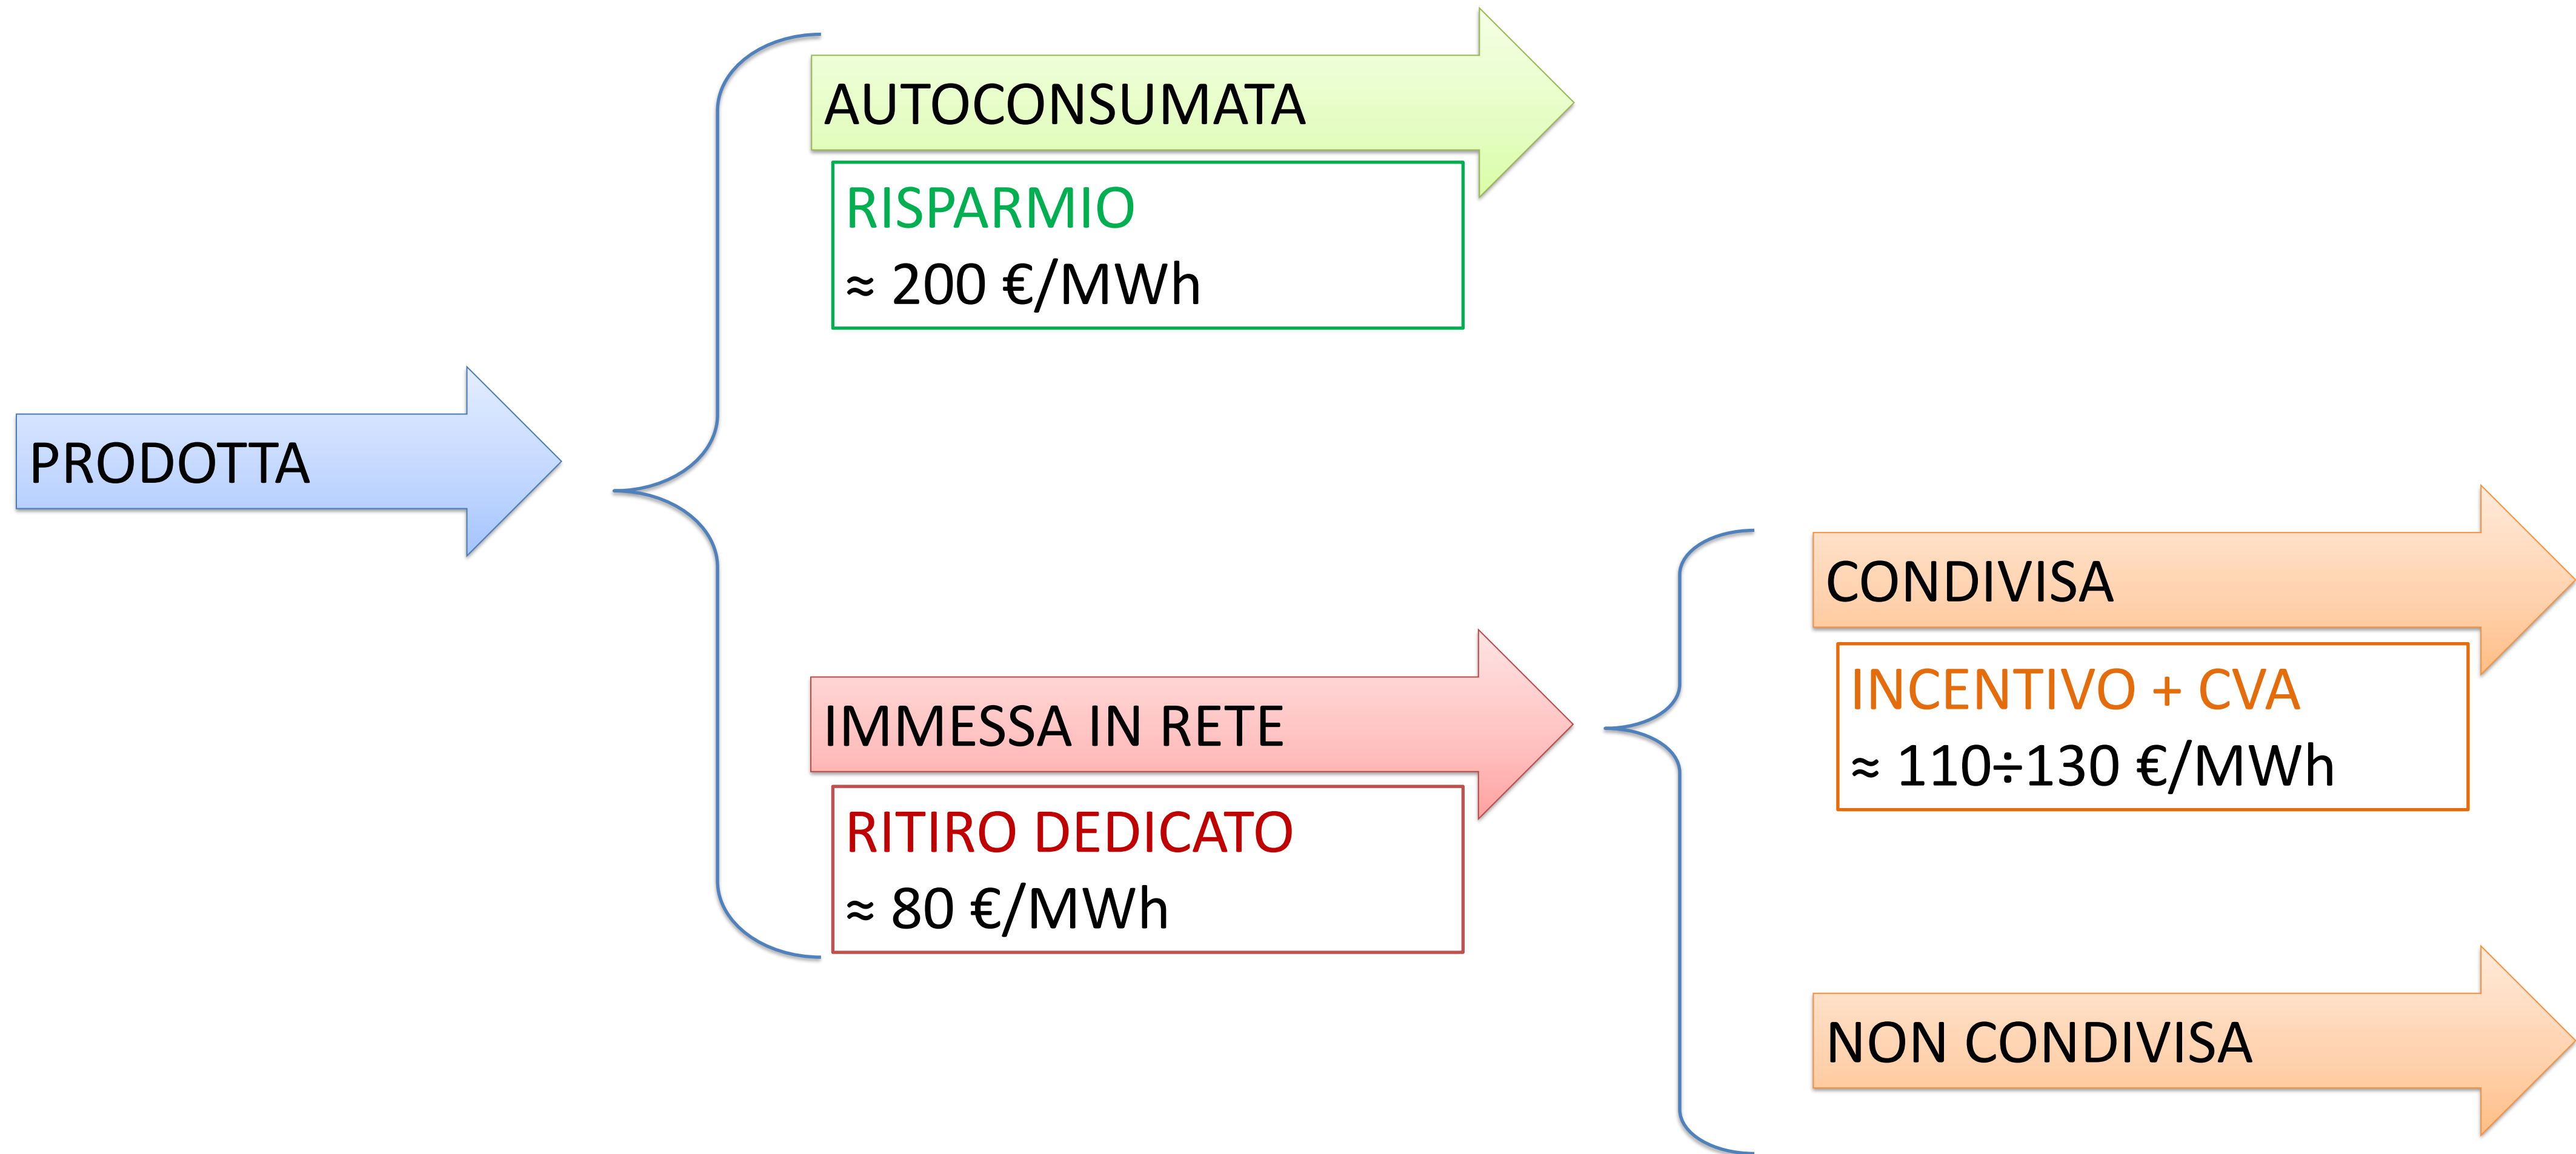 PRODOTTA
AUTOCONSUMATA
RISPARMIO
≈ 200 €/MWh
IMMESSA IN RETE
RITIRO DEDICATO
≈ 80 €/MWh
CONDIVISA
INCENTIVO + CVA
≈ 110÷130 €/MWh
NON CONDIVISA